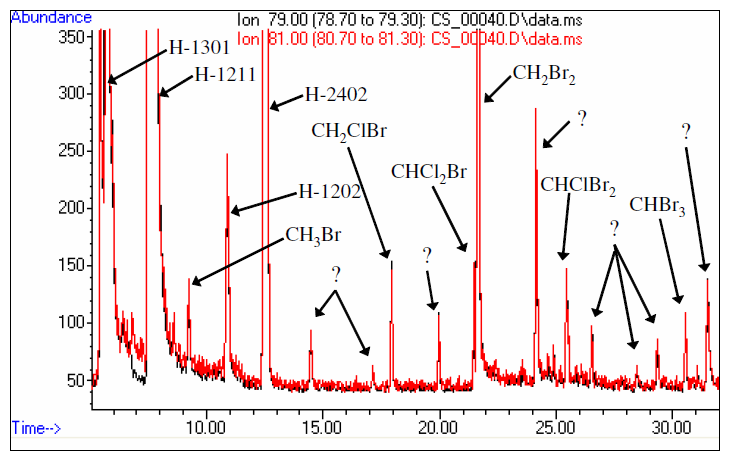 Abundance
Ion 79.00 (78.70 to 79.30): CS_00040.D\data.ms
Ion 81.00 (80.70 to 81.30): CS_00040.D\data.ms
350
300
250
200
150
100
50
H-1301
H-1211
H-2402
CH2Br2
?
?
CH2ClBr
CHCl2Br
CHClBr2
H-1202
CHBr3
CH3Br
?
?
?
10.00 15.00 20.00 25.00 30.00
Time-->